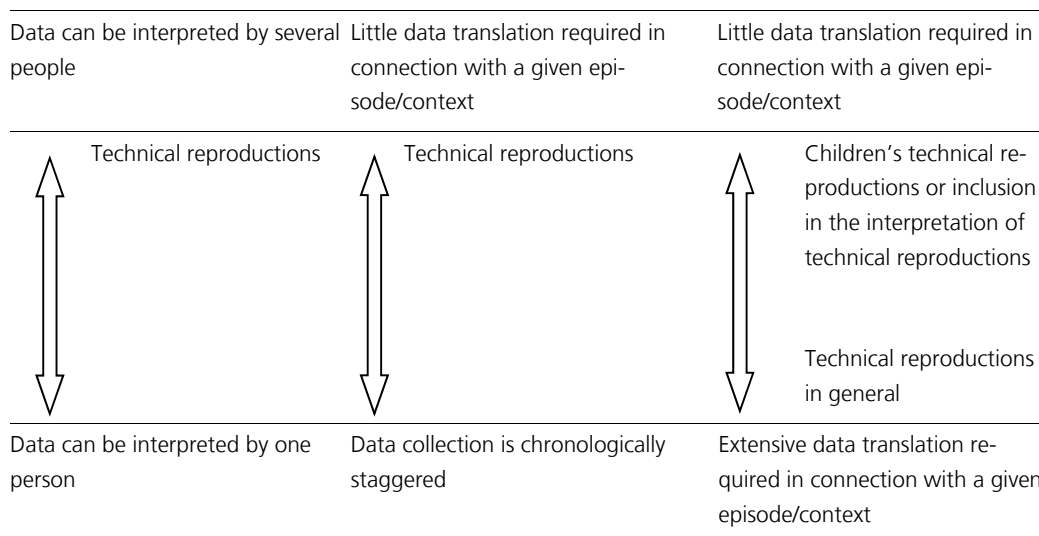 Data can be interpreted by several
people
Little data translation required in
connection with a given epi-
sode/context
Little data translation required in
connection with a given epi-
sode/context
Technical reproductions
Technical reproductions
Children’s technical re-
productions or inclusion
in the interpretation of
technical reproductions
Technical reproductions
in general
Data can be interpreted by one
person
Data collection is chronologically
staggered
Extensive data translation re-
quired in connection with a given
episode/context